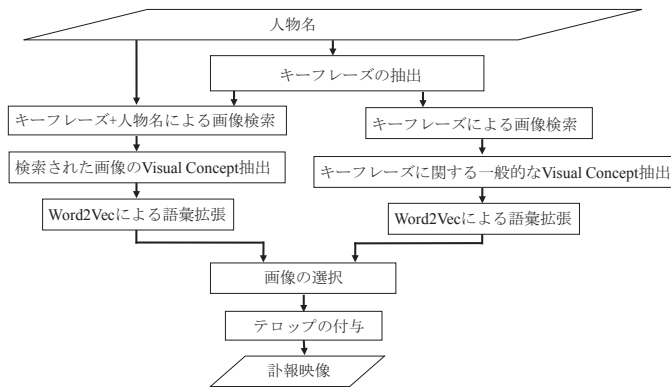 人物名
キーフレーズの抽出
キーフレーズ+人物名による画像検索
キーフレーズによる画像検索
検索された画像のVisual Concept抽出
キーフレーズに関する一般的なVisual Concept抽出
Word2Vecによる語彙拡張
Word2Vecによる語彙拡張
画像の選択
テロップの付与
訃報映像